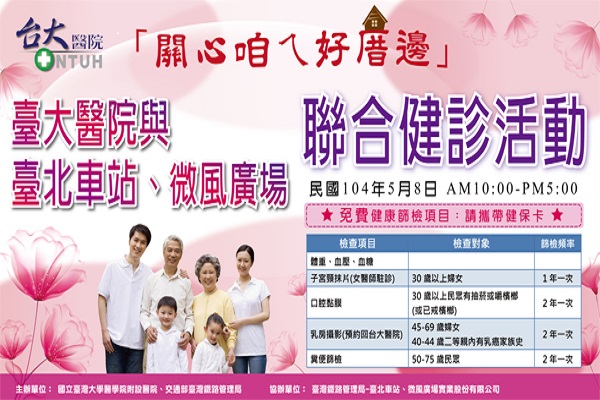 台大醫院
NTUH
「關心咱ㄟ好厝邊」
臺大醫院與
臺北車站、微風廣場
聯合健診活動
民國104年5月8日 AM10:00-PM5:00
★ 免費健康篩檢項目：請攜帶健保卡 ★
檢查項目 檢查對象 篩檢頻率
體重、血壓、血糖
子宮頸抹片(女醫師駐診) 30 歲以上婦女 1 年一次
口腔黏膜 30 歲以上民眾有抽菸或嚼檳榔
(或已戒檳榔) 2 年一次
乳房攝影(預約回台大醫院) 45-69 歲婦女
40-44 歲二等親內有乳癌家族史 2 年一次
糞便篩檢 50-75 歲民眾 2 年一次
主辦單位： 國立臺灣大學醫學院附設醫院、交通部臺灣鐵路管理局 協辦單位： 臺灣鐵路管理局-臺北車站、微風廣場實業股份有限公司